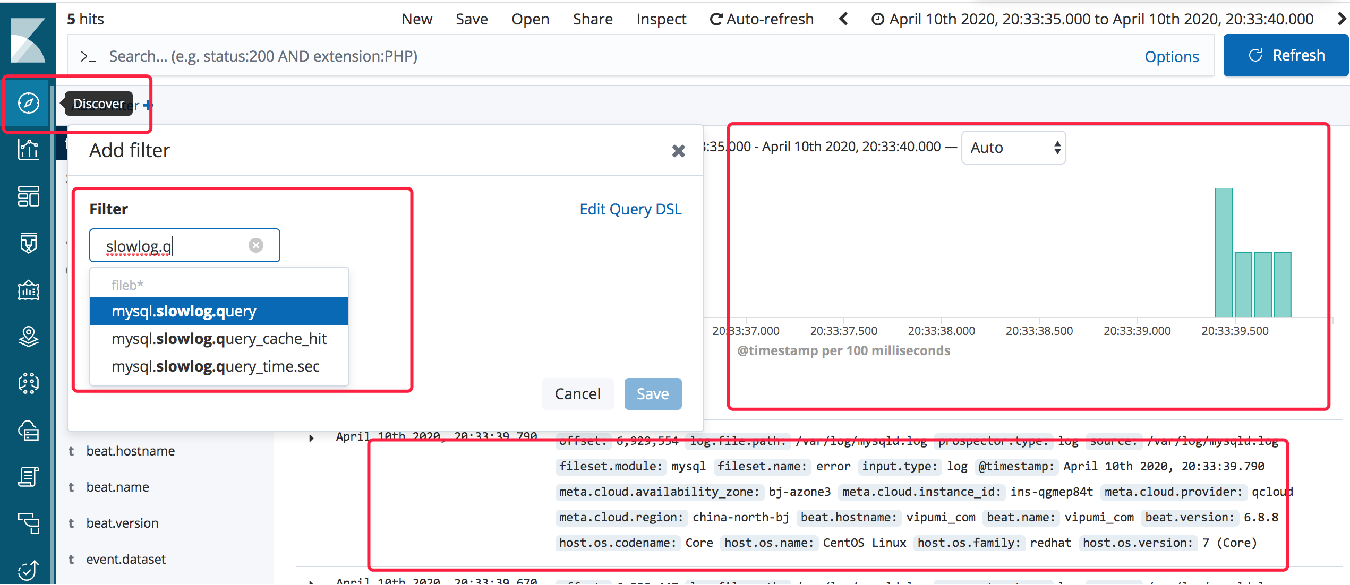 5 hits New Save Open Share Inspect Auto-refresh April 10th 2020, 20:33:35.000 to April 10th 2020, 20:33:40.000
>_ Search... (e.g. status:200 AND extension:PHP) Options Refresh
Discover er +
Add filter
:35.000 - April 10th 2020, 20:33:40.000 — Auto
Filter
Edit Query DSL
slowlog.q
fileb*
mysql.slowlog.query
mysql.slowlog.query_cache_hit
mysql.slowlog.query_time.sec
20:33:37.000 20:33:37.500 20:33:38.000 20:33:38.500 20:33:39.000 20:33:39.500
@timestamp per 100 milliseconds
Cancel Save
April 10th 2020, 20:33:39.790 offset: 6,929,554 log.file.path: /var/log/mysqld.log prospector.type: log source: /var/log/mysqld.log
fileset.module: mysql fileset.name: error input.type: log @timestamp: April 10th 2020, 20:33:39.790
meta.cloud.availability_zone: bj-azone3 meta.cloud.instance_id: ins-qgmep84t meta.cloud.provider: qcloud
meta.cloud.region: china-north-bj beat.hostname: vipumi_com beat.name: vipumi_com beat.version: 6.8.8
host.os.codename: Core host.os.name: CentOS Linux host.os.family: redhat host.os.version: 7 (Core)
t beat.hostname
t beat.name
t beat.version
t event.dataset
April 10th 2020, 20:33:39.670